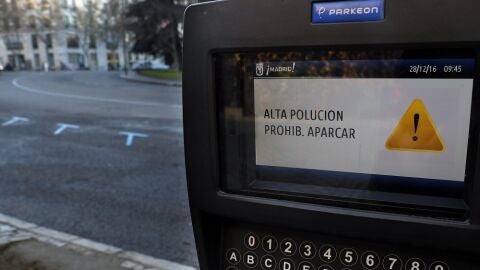 PARKEON
¡MADRID! 28/12/16 09:45
ALTA POLUCION
PROHIB. APARCAR
0 1 2 3 4 5 6 7 8 9
A B C D E F G H